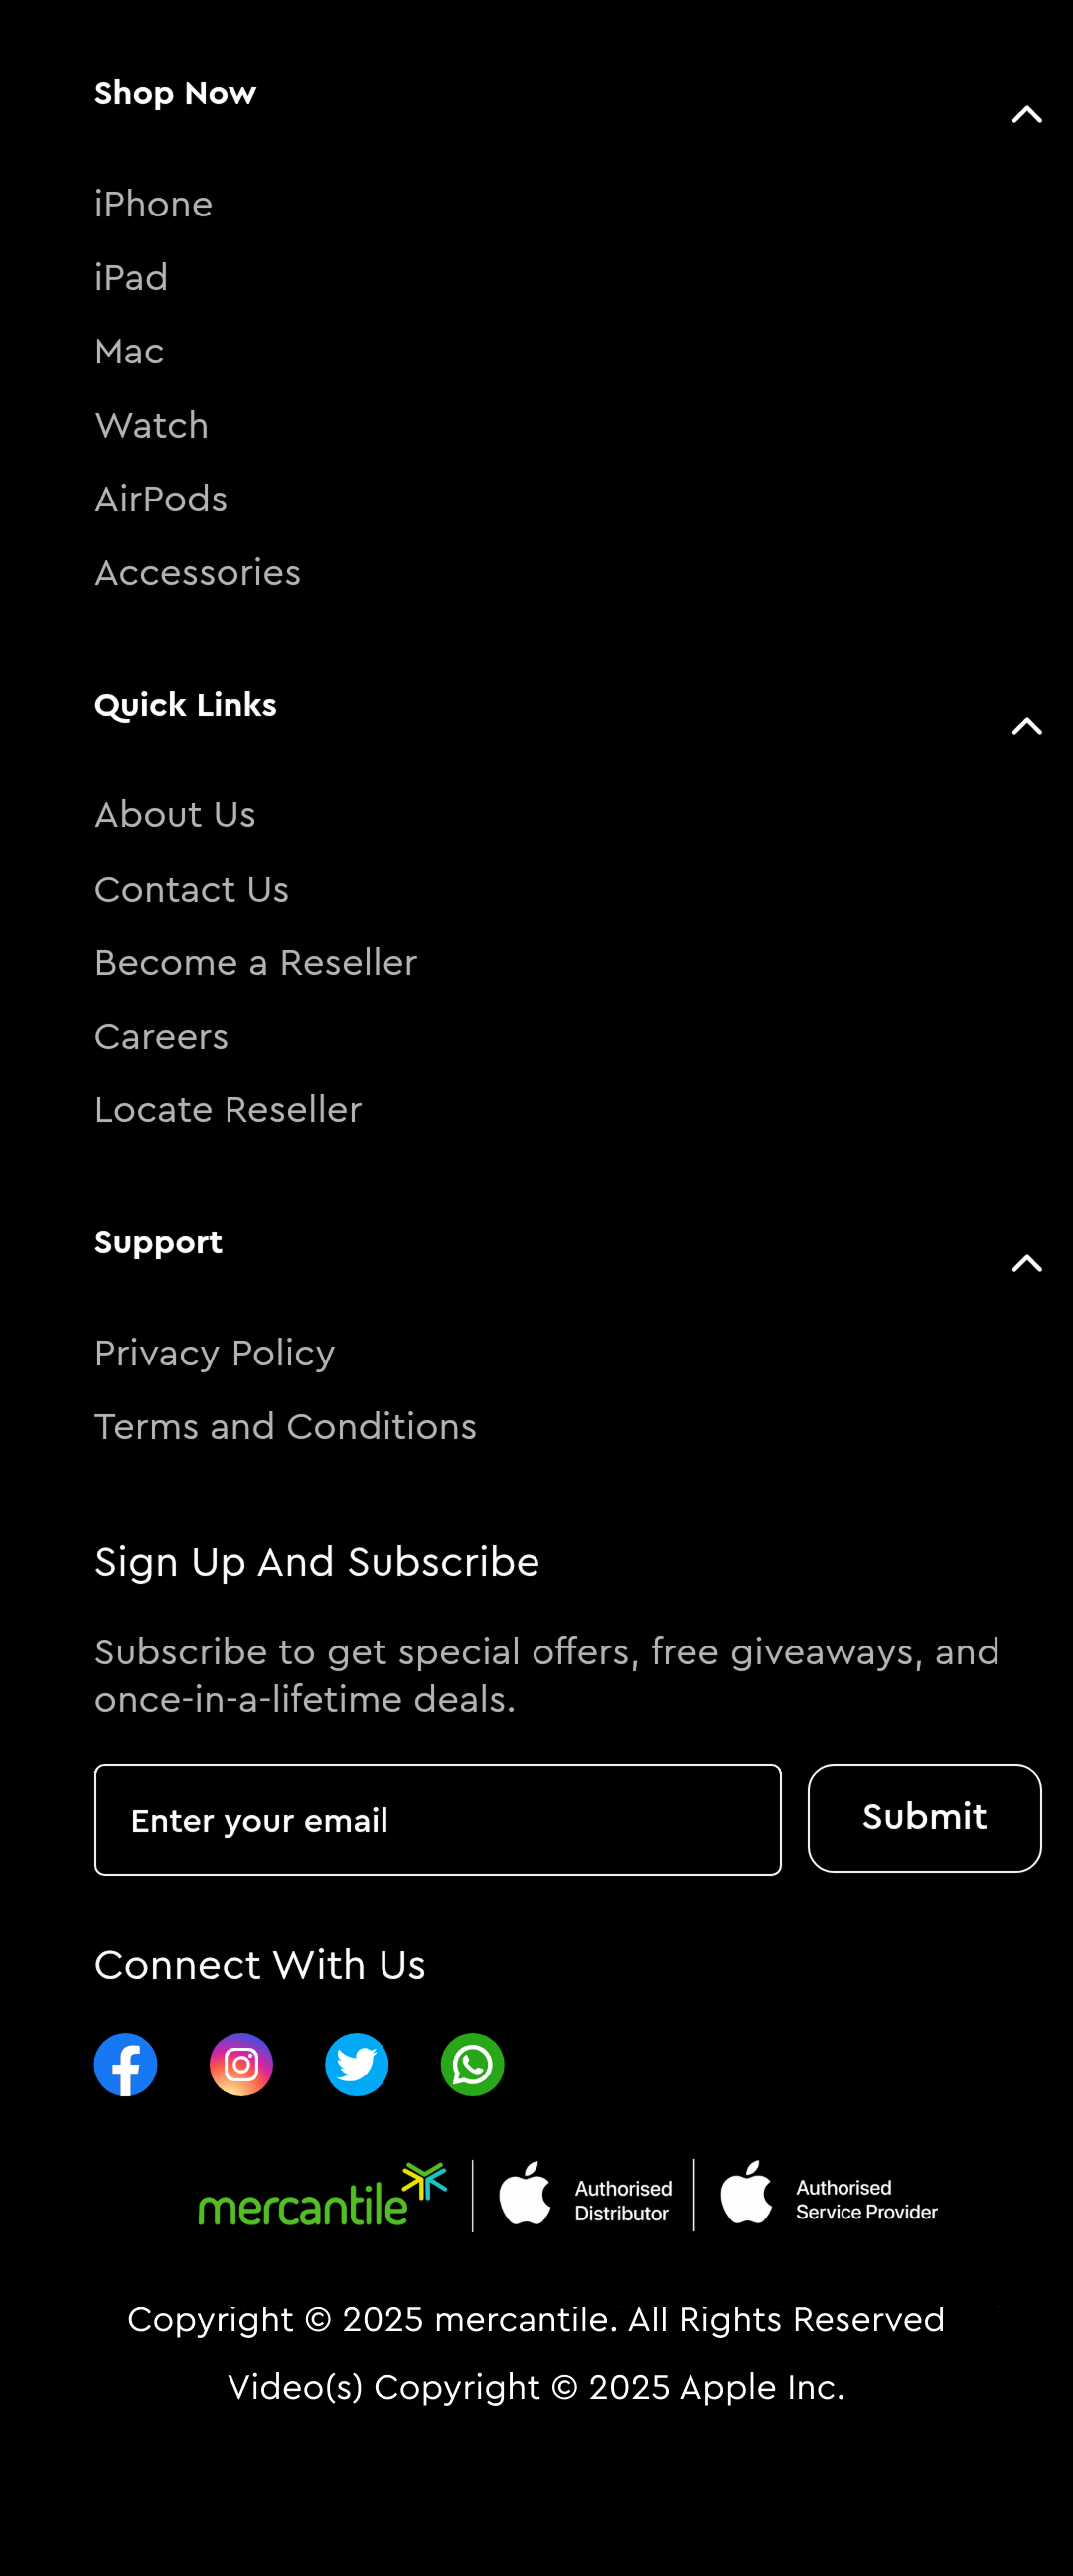 Shop Now
iPhone
iPad
Mac
Watch
AirPods
Accessories
Quick Links
About Us
Contact Us
Become a Reseller
Careers
Locate Reseller
Support
Privacy Policy
Terms and Conditions
Sign Up And Subscribe
Subscribe to get special offers, free giveaways, and
once-in-a-lifetime deals.
Enter your email
Submit
Connect With Us
mercantile
Authorised
Distributor
Authorised
Service Provider
Copyright © 2025 mercantile. All Rights Reserved
Video(s) Copyright © 2025 Apple Inc.